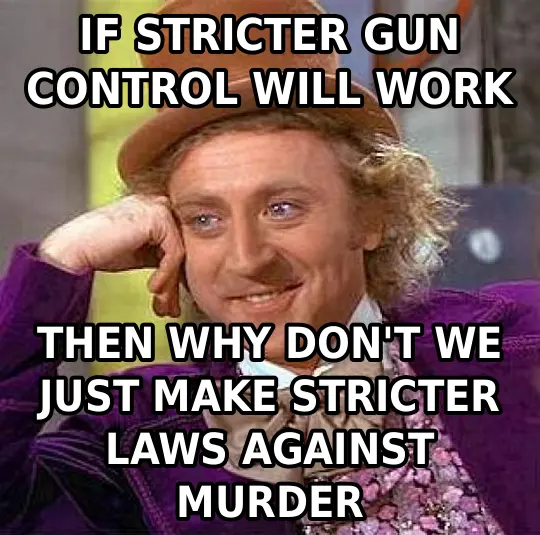 IF STRICTER GUN
CONTROL WILL WORK
THEN WHY DON'T WE
JUST MAKE STRICTER
LAWS AGAINST
MURDER